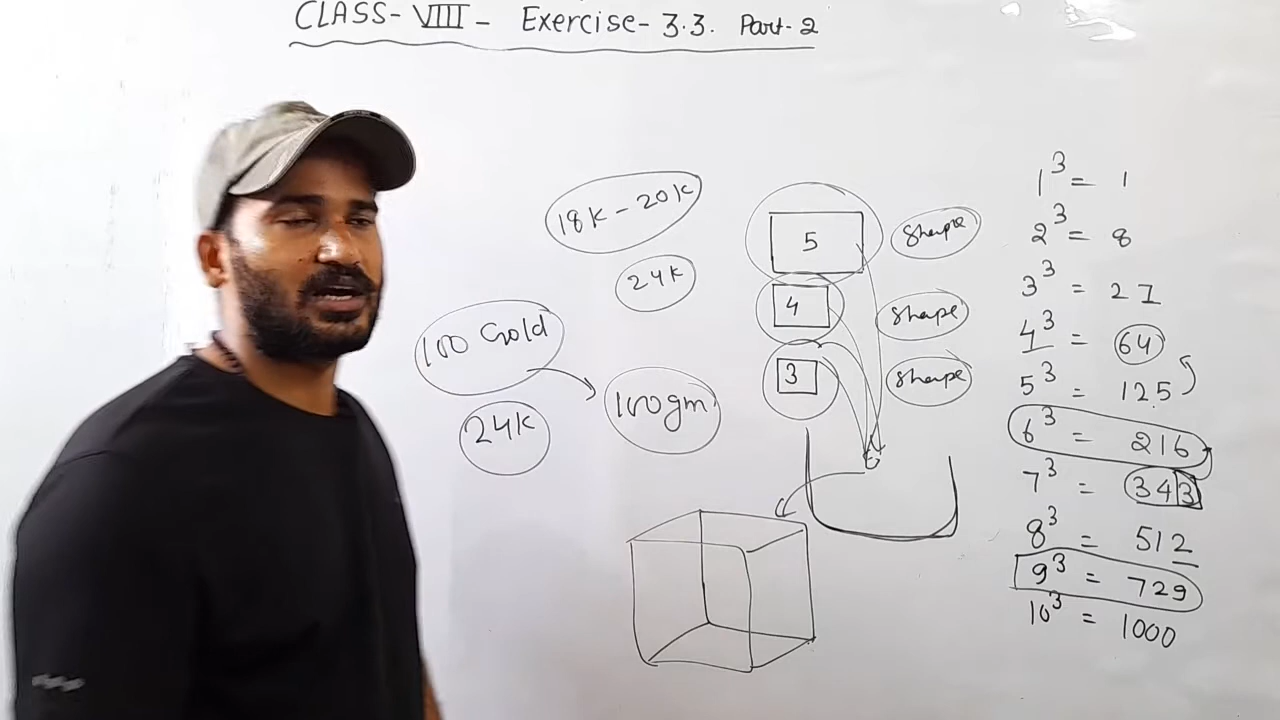 CLASS-VIII- Exercise-3.3. Part-2
18K-20K
24K
100 Gold
24K
100gm
5
Shape
4
Shape
3
Shape
1³ = 1
2³ = 8
3³ = 27
4³ = 64
5³ = 125
6³ = 216
7³ = 343
8³ = 512
9³ = 729
10³ = 1000